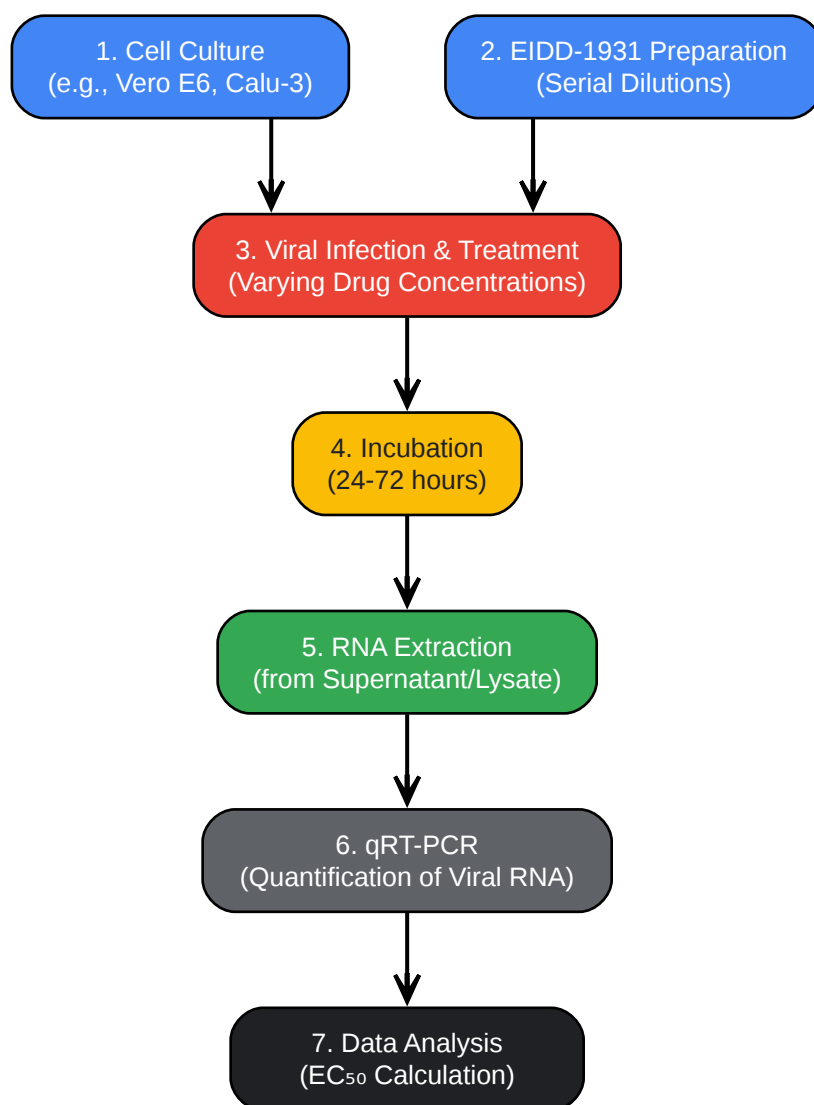 1. Cell Culture
(e.g., Vero E6, Calu-3)
2. EIDD-1931 Preparation
(Serial Dilutions)
3. Viral Infection & Treatment
(Varying Drug Concentrations)
4. Incubation
(24-72 hours)
5. RNA Extraction
(from Supernatant/Lysate)
6. qRT-PCR
(Quantification of Viral RNA)
7. Data Analysis
(EC₅₀ Calculation)